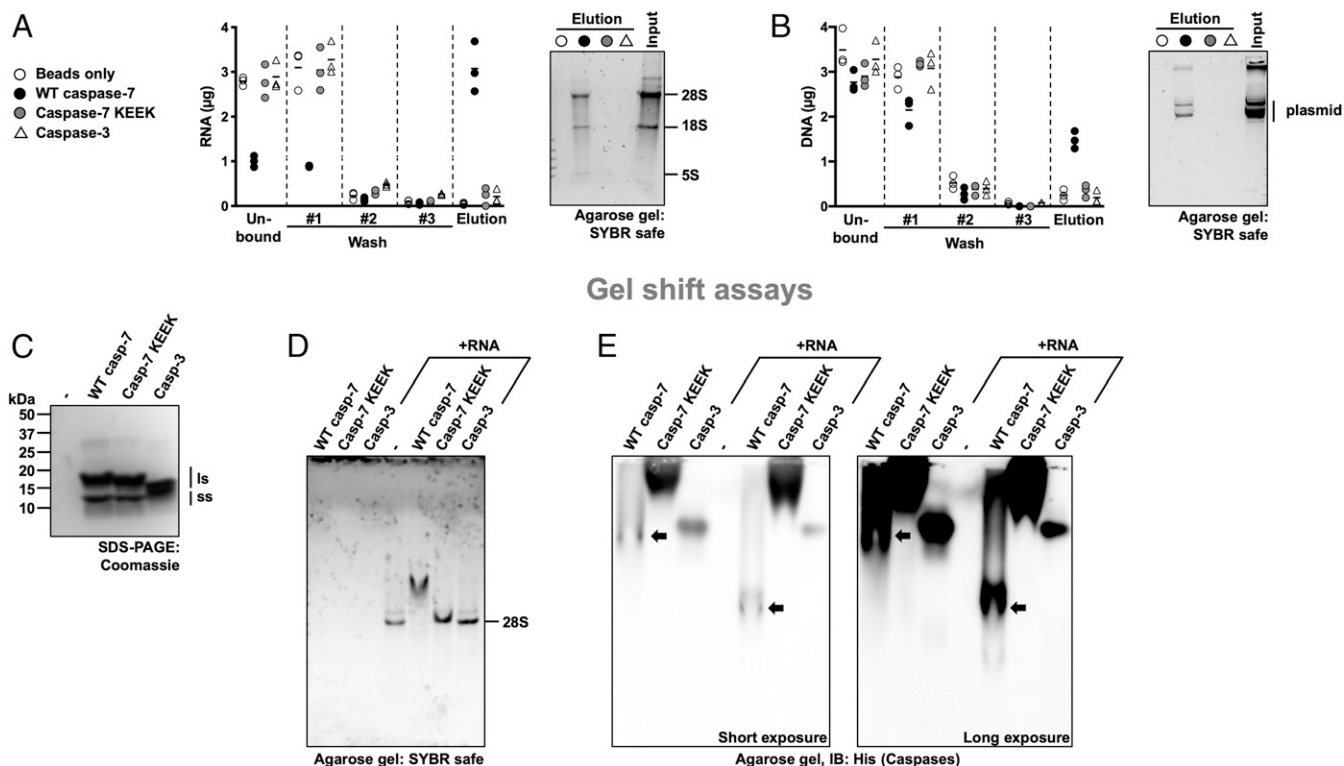 A
Beads only
WT caspase-7
Caspase-7 KEEK
Caspase-3
RNA (µg)
4
3
2
1
0
Un-
bound
#1
#2
#3
Elution
Wash
Elution
Input
28S
18S
5S
Agarose gel:
SYBR safe
B
DNA (µg)
4
3
2
1
0
Un-
bound
#1
#2
#3
Elution
Wash
Elution
Input
plasmid
Agarose gel:
SYBR safe
Gel shift assays
C
-
WT casp-7
Casp-7 KEEK
Casp-3
kDa
50
37
25
20
15
10
ls
ss
SDS-PAGE:
Coomassie
D
+RNA
WT casp-7
Casp-7 KEEK
Casp-3
-
WT casp-7
Casp-7 KEEK
Casp-3
28S
Agarose gel: SYBR safe
E
+RNA
WT casp-7
Casp-7 KEEK
Casp-3
-
WT casp-7
Casp-7 KEEK
Casp-3
Short exposure
+RNA
WT casp-7
Casp-7 KEEK
Casp-3
-
WT casp-7
Casp-7 KEEK
Casp-3
Long exposure
Agarose gel, IB: His (Caspases)